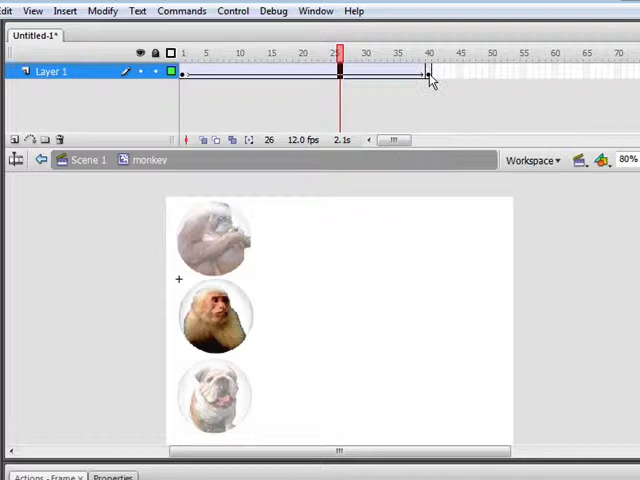 Edit View Insert Modify Text Commands Control Debug Window Help
Untitled-1*
1 5 10 15 20 25 30 35 40 45 50 55 60 65 70
Layer 1
26 12.0 fps 2.1s
Scene 1 monkey Workspace 80%
Actions - Frame × Properties